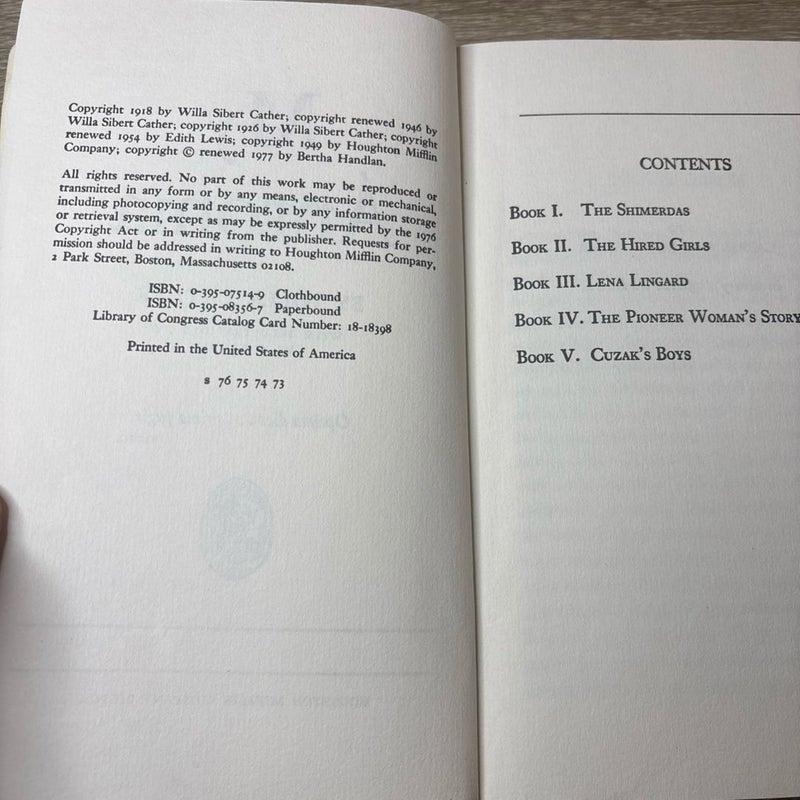 Copyright 1918 by Willa Sibert Cather; copyright renewed 1946 by
Willa Sibert Cather; copyright 1926 by Willa Sibert Cather; copyright
renewed 1954 by Edith Lewis; copyright 1949 by Houghton Mifflin
Company; copyright © renewed 1977 by Bertha Handlan.
All rights reserved. No part of this work may be reproduced or
transmitted in any form or by any means, electronic or mechanical,
including photocopying and recording, or by any information storage
or retrieval system, except as may be expressly permitted by the 1976
Copyright Act or in writing from the publisher. Requests for per-
mission should be addressed in writing to Houghton Mifflin Company,
2 Park Street, Boston, Massachusetts 02108.
ISBN: 0-395-07514-9 Clothbound
ISBN: 0-395-08356-7 Paperbound
Library of Congress Catalog Card Number: 18-18398
Printed in the United States of America
s 76 75 74 73
CONTENTS
Book I. The Shimerdas
Book II. The Hired Girls
Book III. Lena Lingard
Book IV. The Pioneer Woman's Story
Book V. Cuzak's Boys